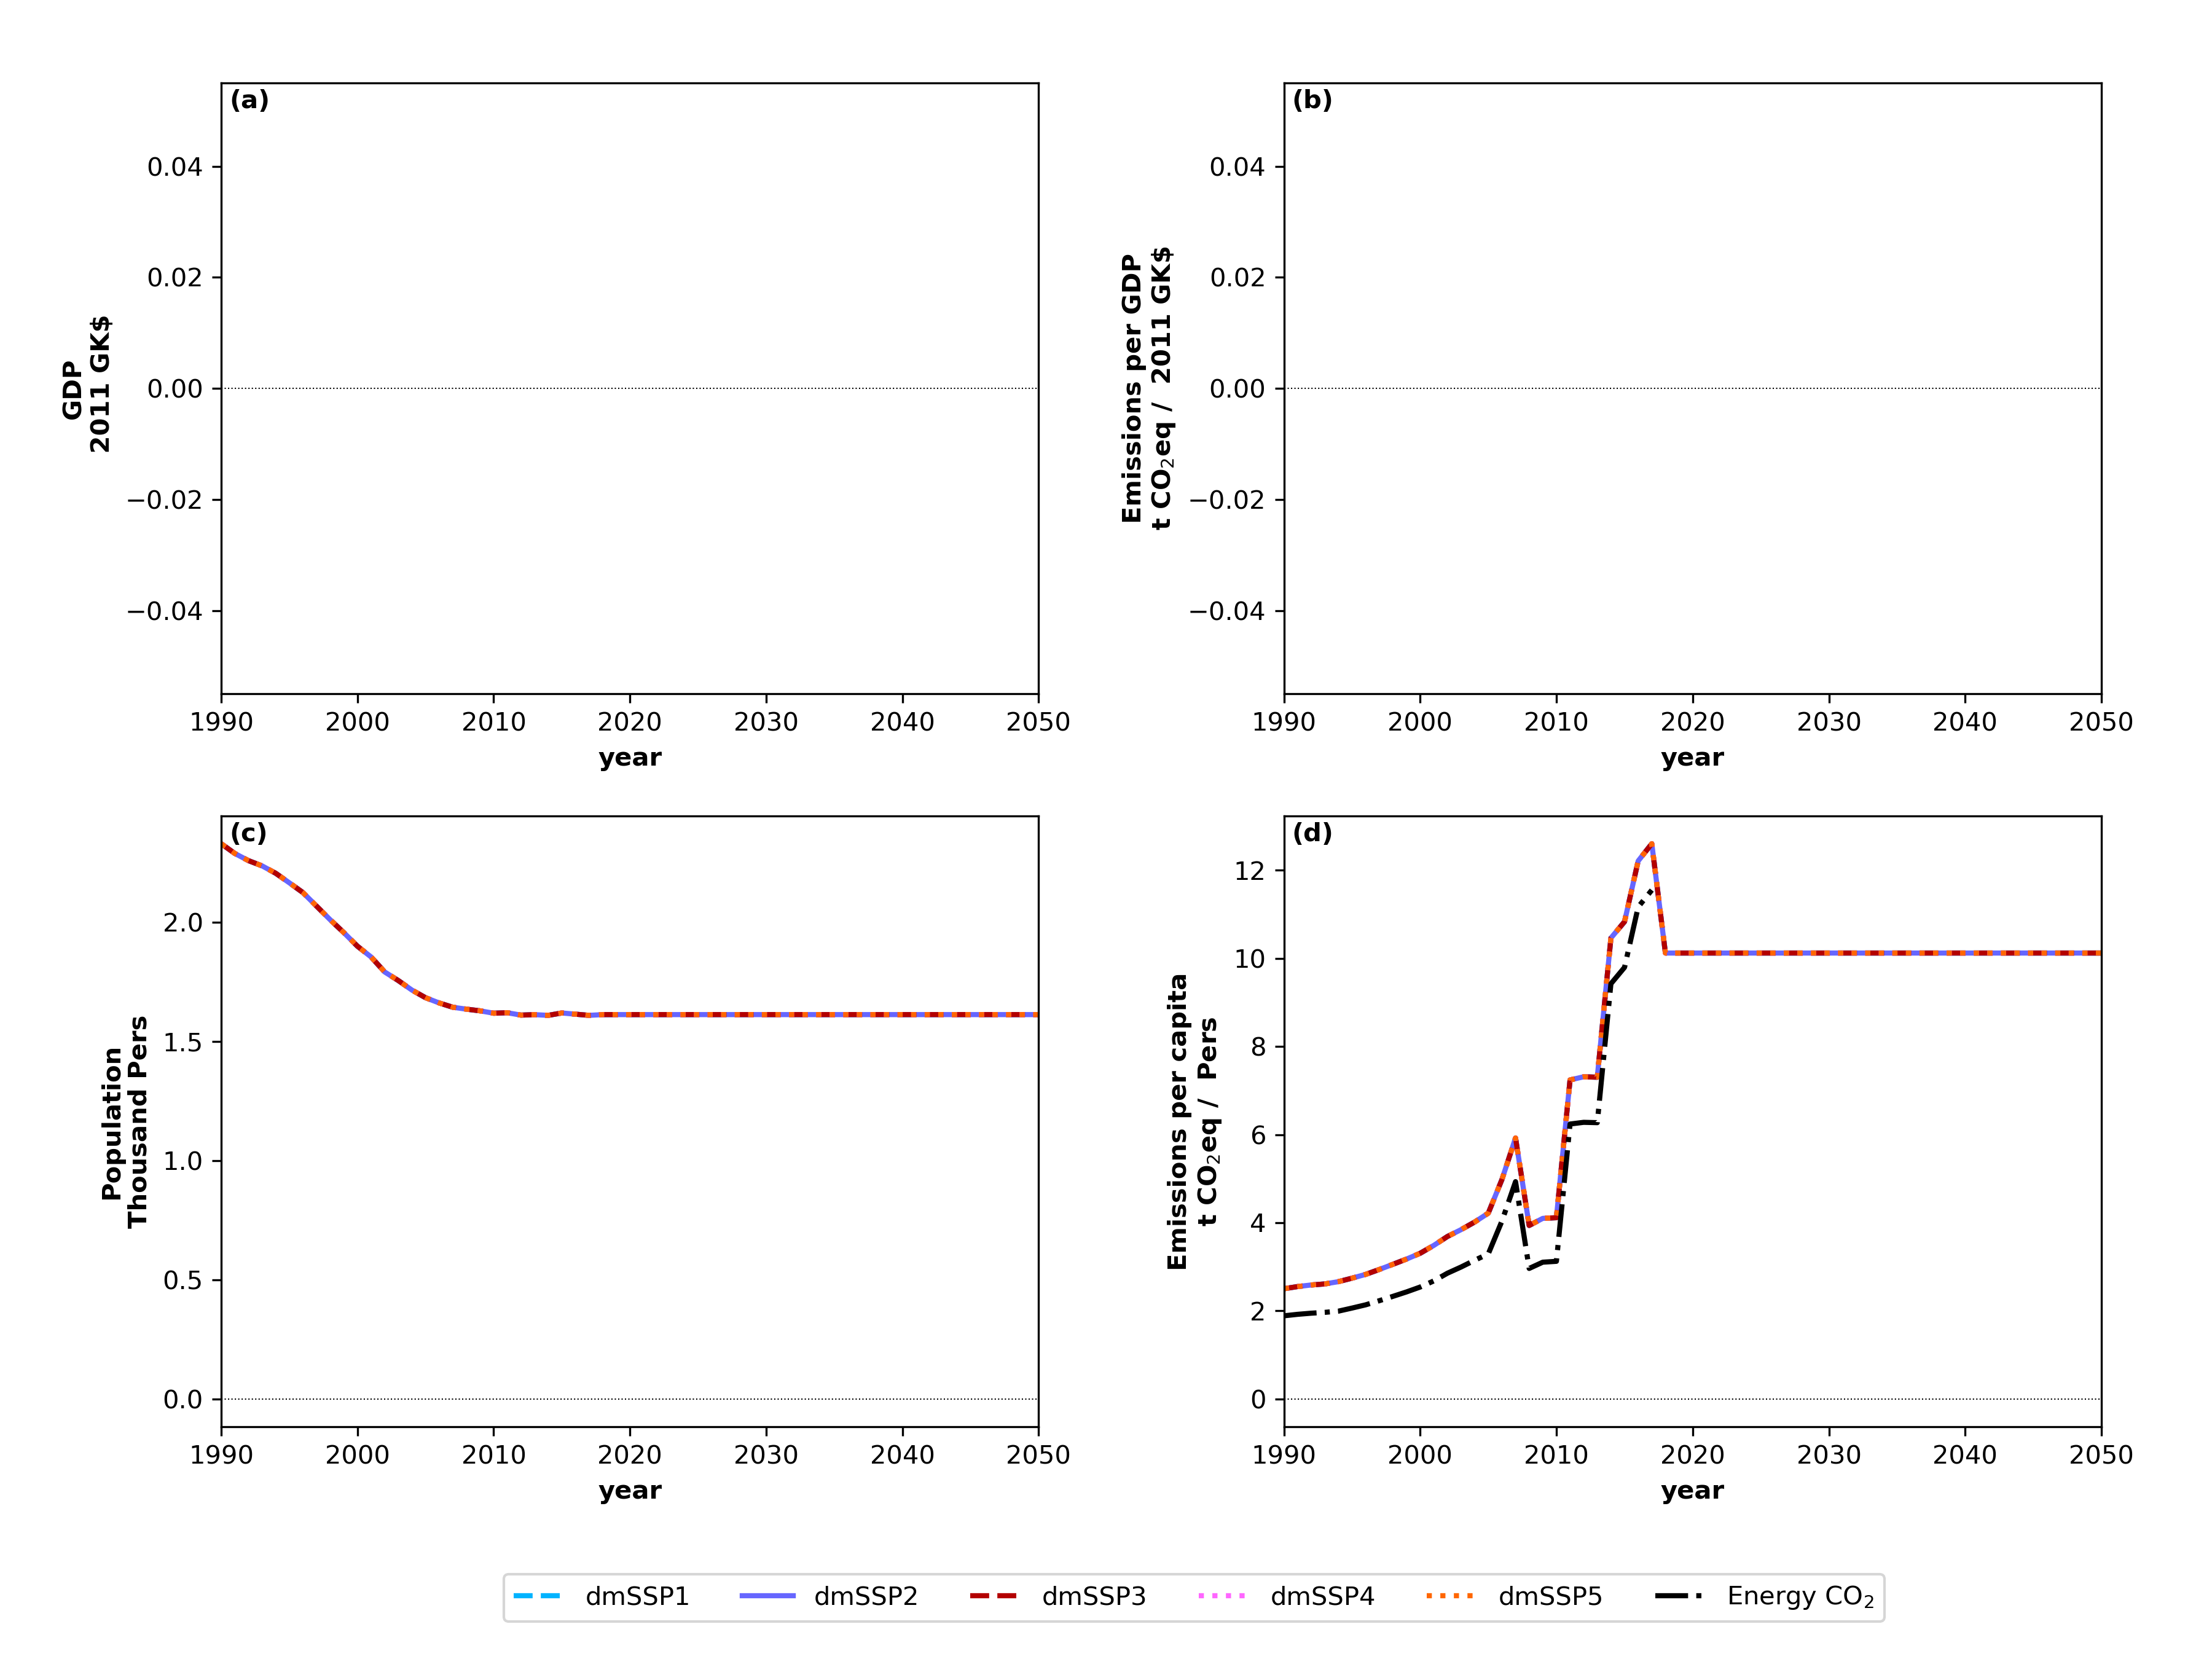 (a)
0.04
0.02
0.00
−0.02
−0.04
GDP
2011 GK$
1990 2000 2010 2020 2030 2040 2050
year
(b)
0.04
0.02
0.00
−0.02
−0.04
Emissions per GDP
t CO₂eq / 2011 GK$
1990 2000 2010 2020 2030 2040 2050
year
(c)
2.0
1.5
1.0
0.5
0.0
Population
Thousand Pers
1990 2000 2010 2020 2030 2040 2050
year
(d)
12
10
8
6
4
2
0
Emissions per capita
t CO₂eq / Pers
1990 2000 2010 2020 2030 2040 2050
year
dmSSP1 dmSSP2 dmSSP3 dmSSP4 dmSSP5 Energy CO₂